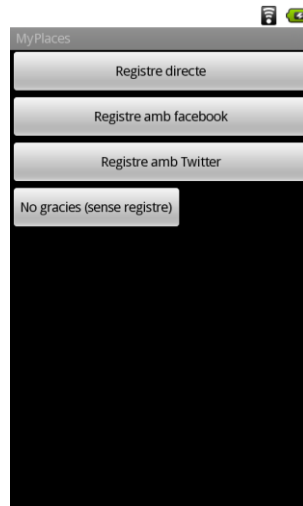 MyPlaces
Registre directe
Registre amb facebook
Registre amb Twitter
No gracies (sense registre)